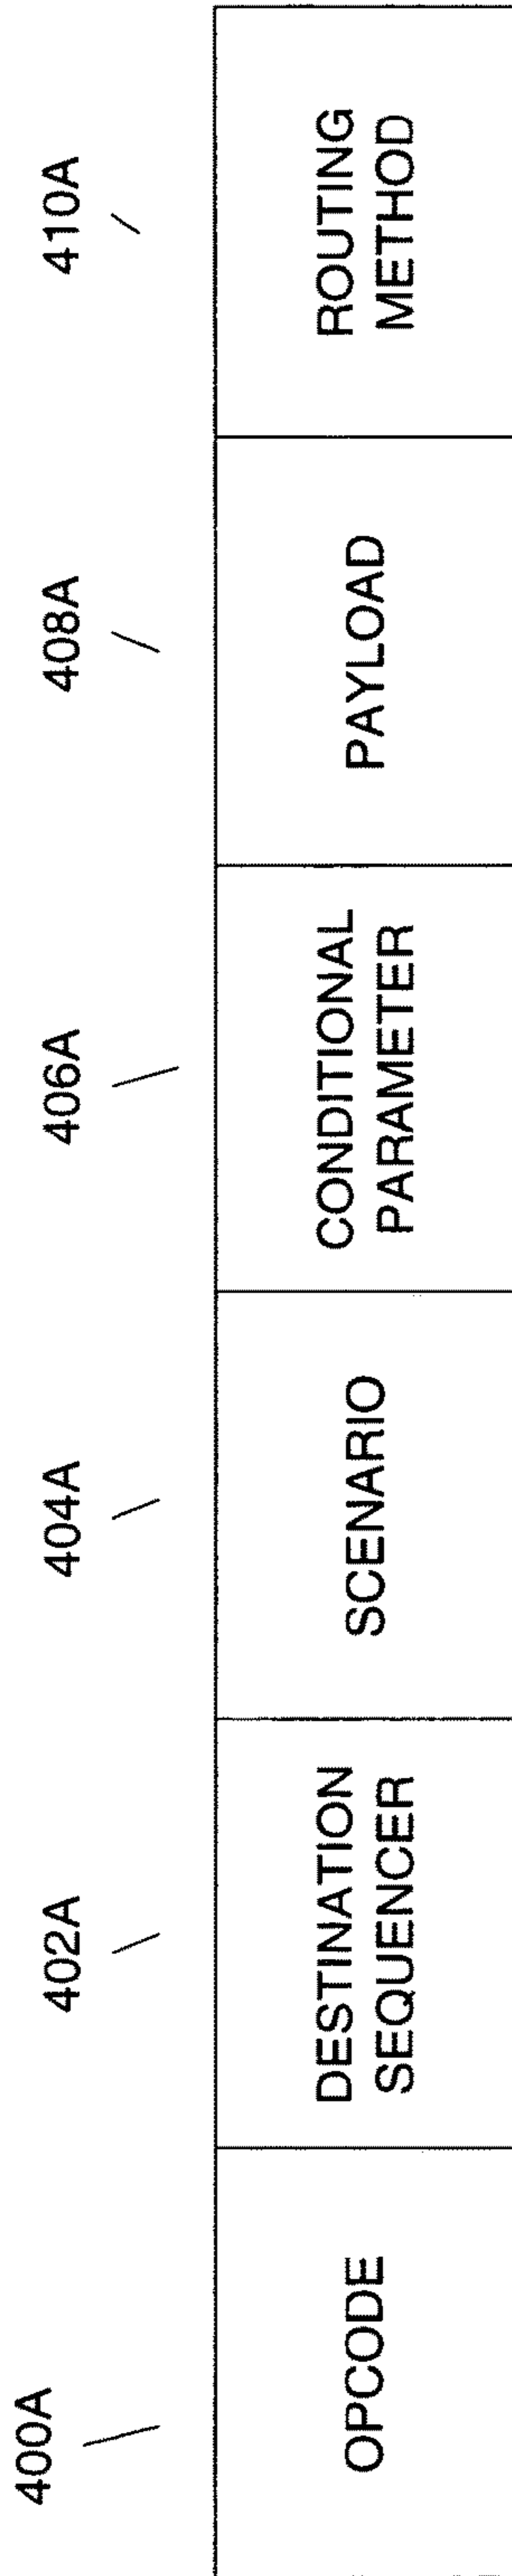 400A
402A
404A
406A
408A
410A
OPCODE
DESTINATION
SEQUENCER
SCENARIO
CONDITIONAL
PARAMETER
PAYLOAD
ROUTING
METHOD